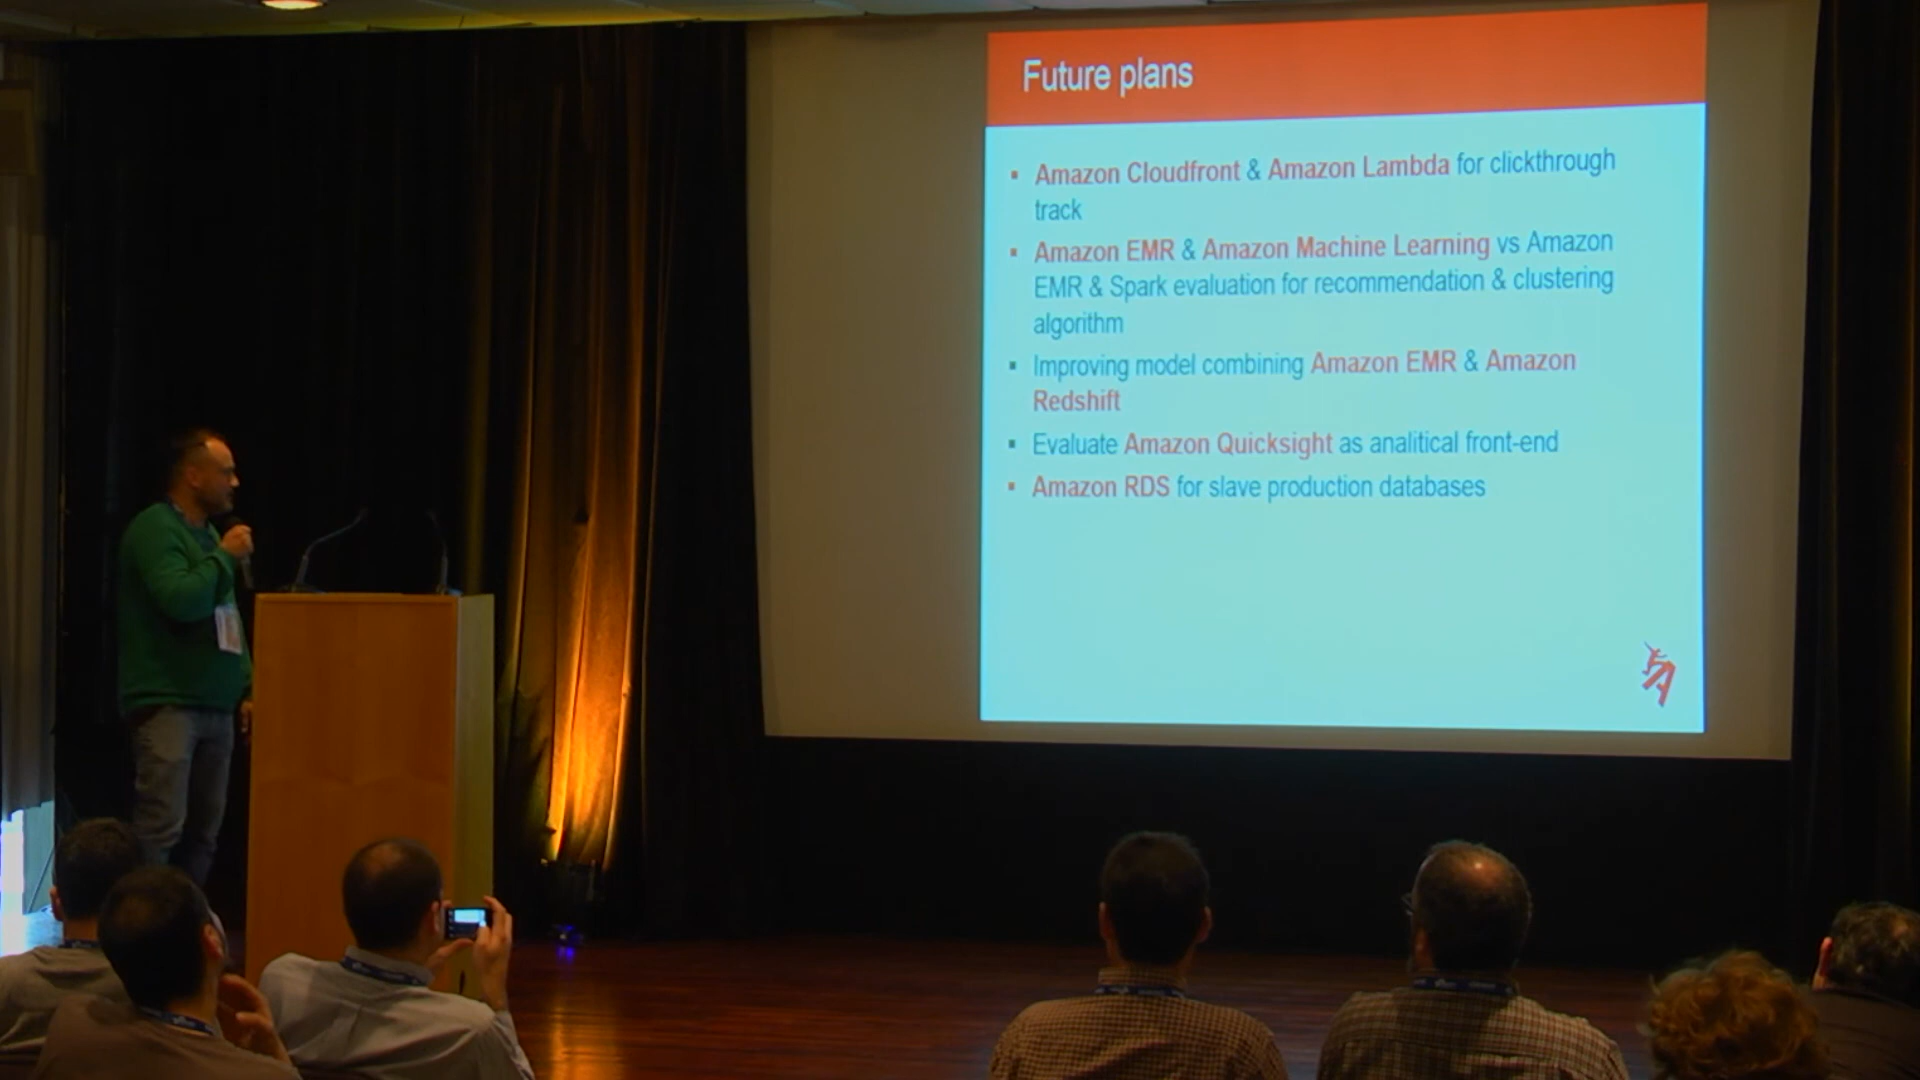 Future plans
▪ Amazon Cloudfront & Amazon Lambda for clickthrough
track
▪ Amazon EMR & Amazon Machine Learning vs Amazon
EMR & Spark evaluation for recommendation & clustering
algorithm
▪ Improving model combining Amazon EMR & Amazon
Redshift
▪ Evaluate Amazon Quicksight as analitical front-end
▪ Amazon RDS for slave production databases